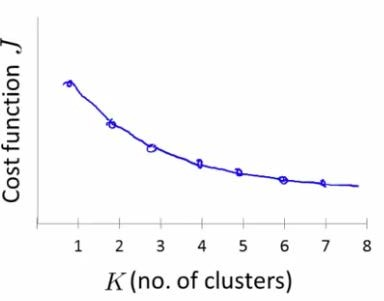 Cost function J
1 2 3 4 5 6 7 8
K (no. of clusters)